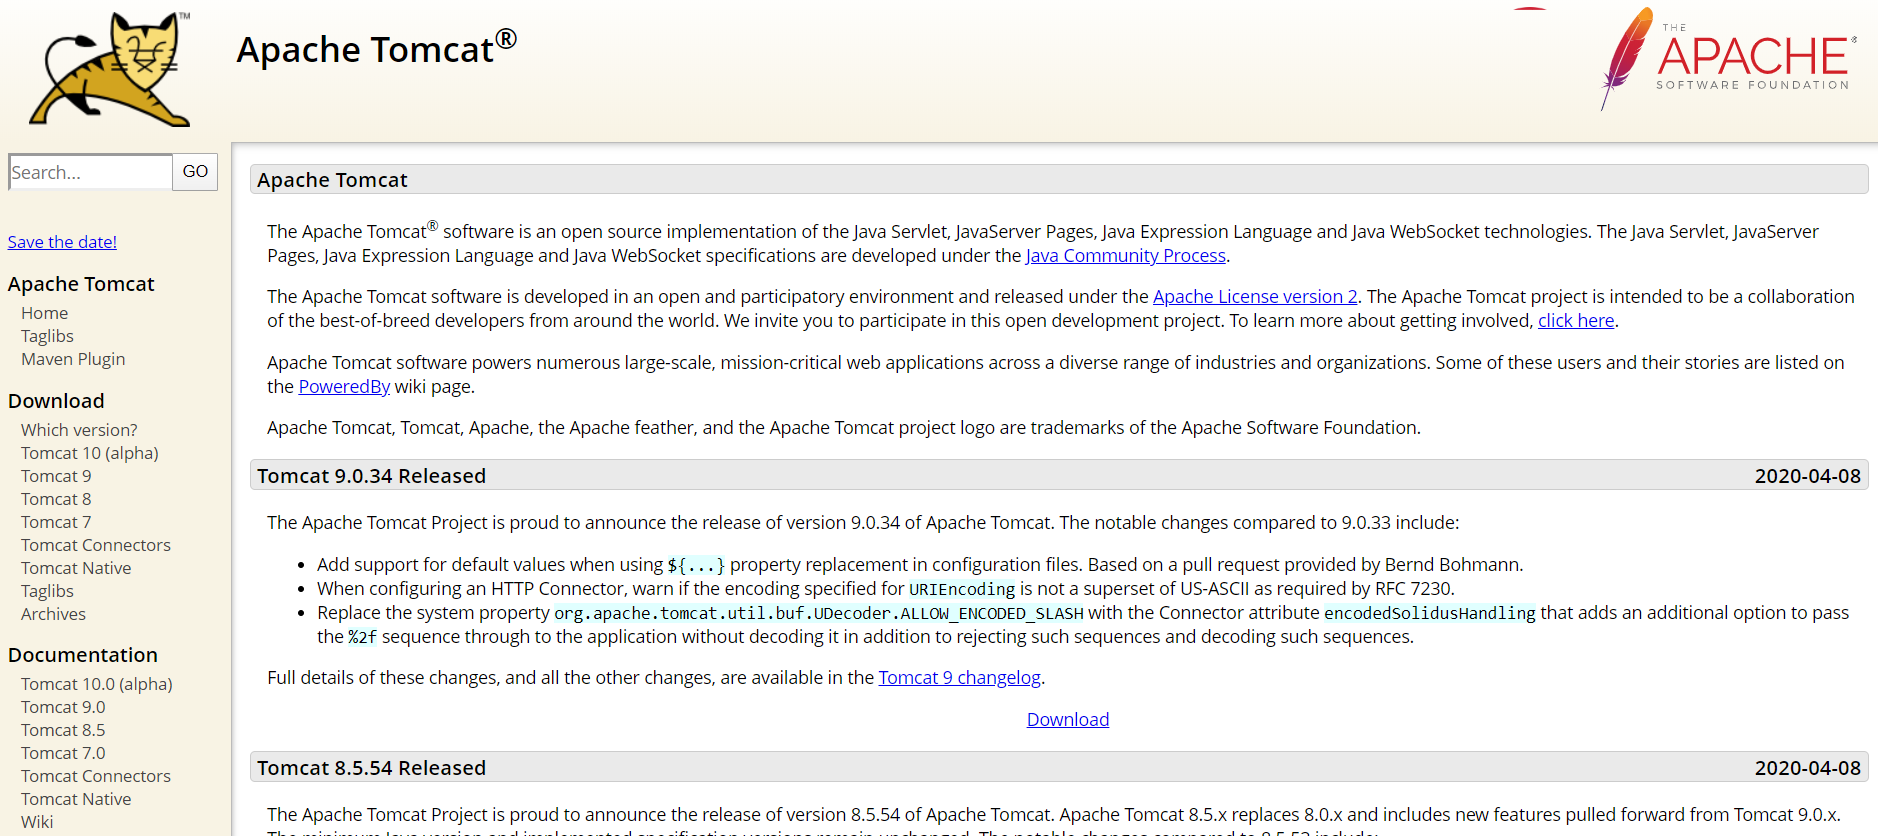 TM
Apache Tomcat®
THE
APACHE®
SOFTWARE FOUNDATION
Search... GO
Save the date!
Apache Tomcat
Home
Taglibs
Maven Plugin
Download
Which version?
Tomcat 10 (alpha)
Tomcat 9
Tomcat 8
Tomcat 7
Tomcat Connectors
Tomcat Native
Taglibs
Archives
Documentation
Tomcat 10.0 (alpha)
Tomcat 9.0
Tomcat 8.5
Tomcat 7.0
Tomcat Connectors
Tomcat Native
Wiki
Apache Tomcat
The Apache Tomcat® software is an open source implementation of the Java Servlet, JavaServer Pages, Java Expression Language and Java WebSocket technologies. The Java Servlet, JavaServer
Pages, Java Expression Language and Java WebSocket specifications are developed under the Java Community Process.
The Apache Tomcat software is developed in an open and participatory environment and released under the Apache License version 2. The Apache Tomcat project is intended to be a collaboration
of the best-of-breed developers from around the world. We invite you to participate in this open development project. To learn more about getting involved, click here.
Apache Tomcat software powers numerous large-scale, mission-critical web applications across a diverse range of industries and organizations. Some of these users and their stories are listed on
the PoweredBy wiki page.
Apache Tomcat, Tomcat, Apache, the Apache feather, and the Apache Tomcat project logo are trademarks of the Apache Software Foundation.
Tomcat 9.0.34 Released 2020-04-08
The Apache Tomcat Project is proud to announce the release of version 9.0.34 of Apache Tomcat. The notable changes compared to 9.0.33 include:
• Add support for default values when using ${...} property replacement in configuration files. Based on a pull request provided by Bernd Bohmann.
• When configuring an HTTP Connector, warn if the encoding specified for URIEncoding is not a superset of US-ASCII as required by RFC 7230.
• Replace the system property org.apache.tomcat.util.buf.UDecoder.ALLOW_ENCODED_SLASH with the Connector attribute encodedSolidusHandling that adds an additional option to pass
the %2f sequence through to the application without decoding it in addition to rejecting such sequences and decoding such sequences.
Full details of these changes, and all the other changes, are available in the Tomcat 9 changelog.
Download
Tomcat 8.5.54 Released 2020-04-08
The Apache Tomcat Project is proud to announce the release of version 8.5.54 of Apache Tomcat. Apache Tomcat 8.5.x replaces 8.0.x and includes new features pulled forward from Tomcat 9.0.x.
The minimum Java version and implemented specification versions remain unchanged. The notable changes compared to 8.5.53 include: